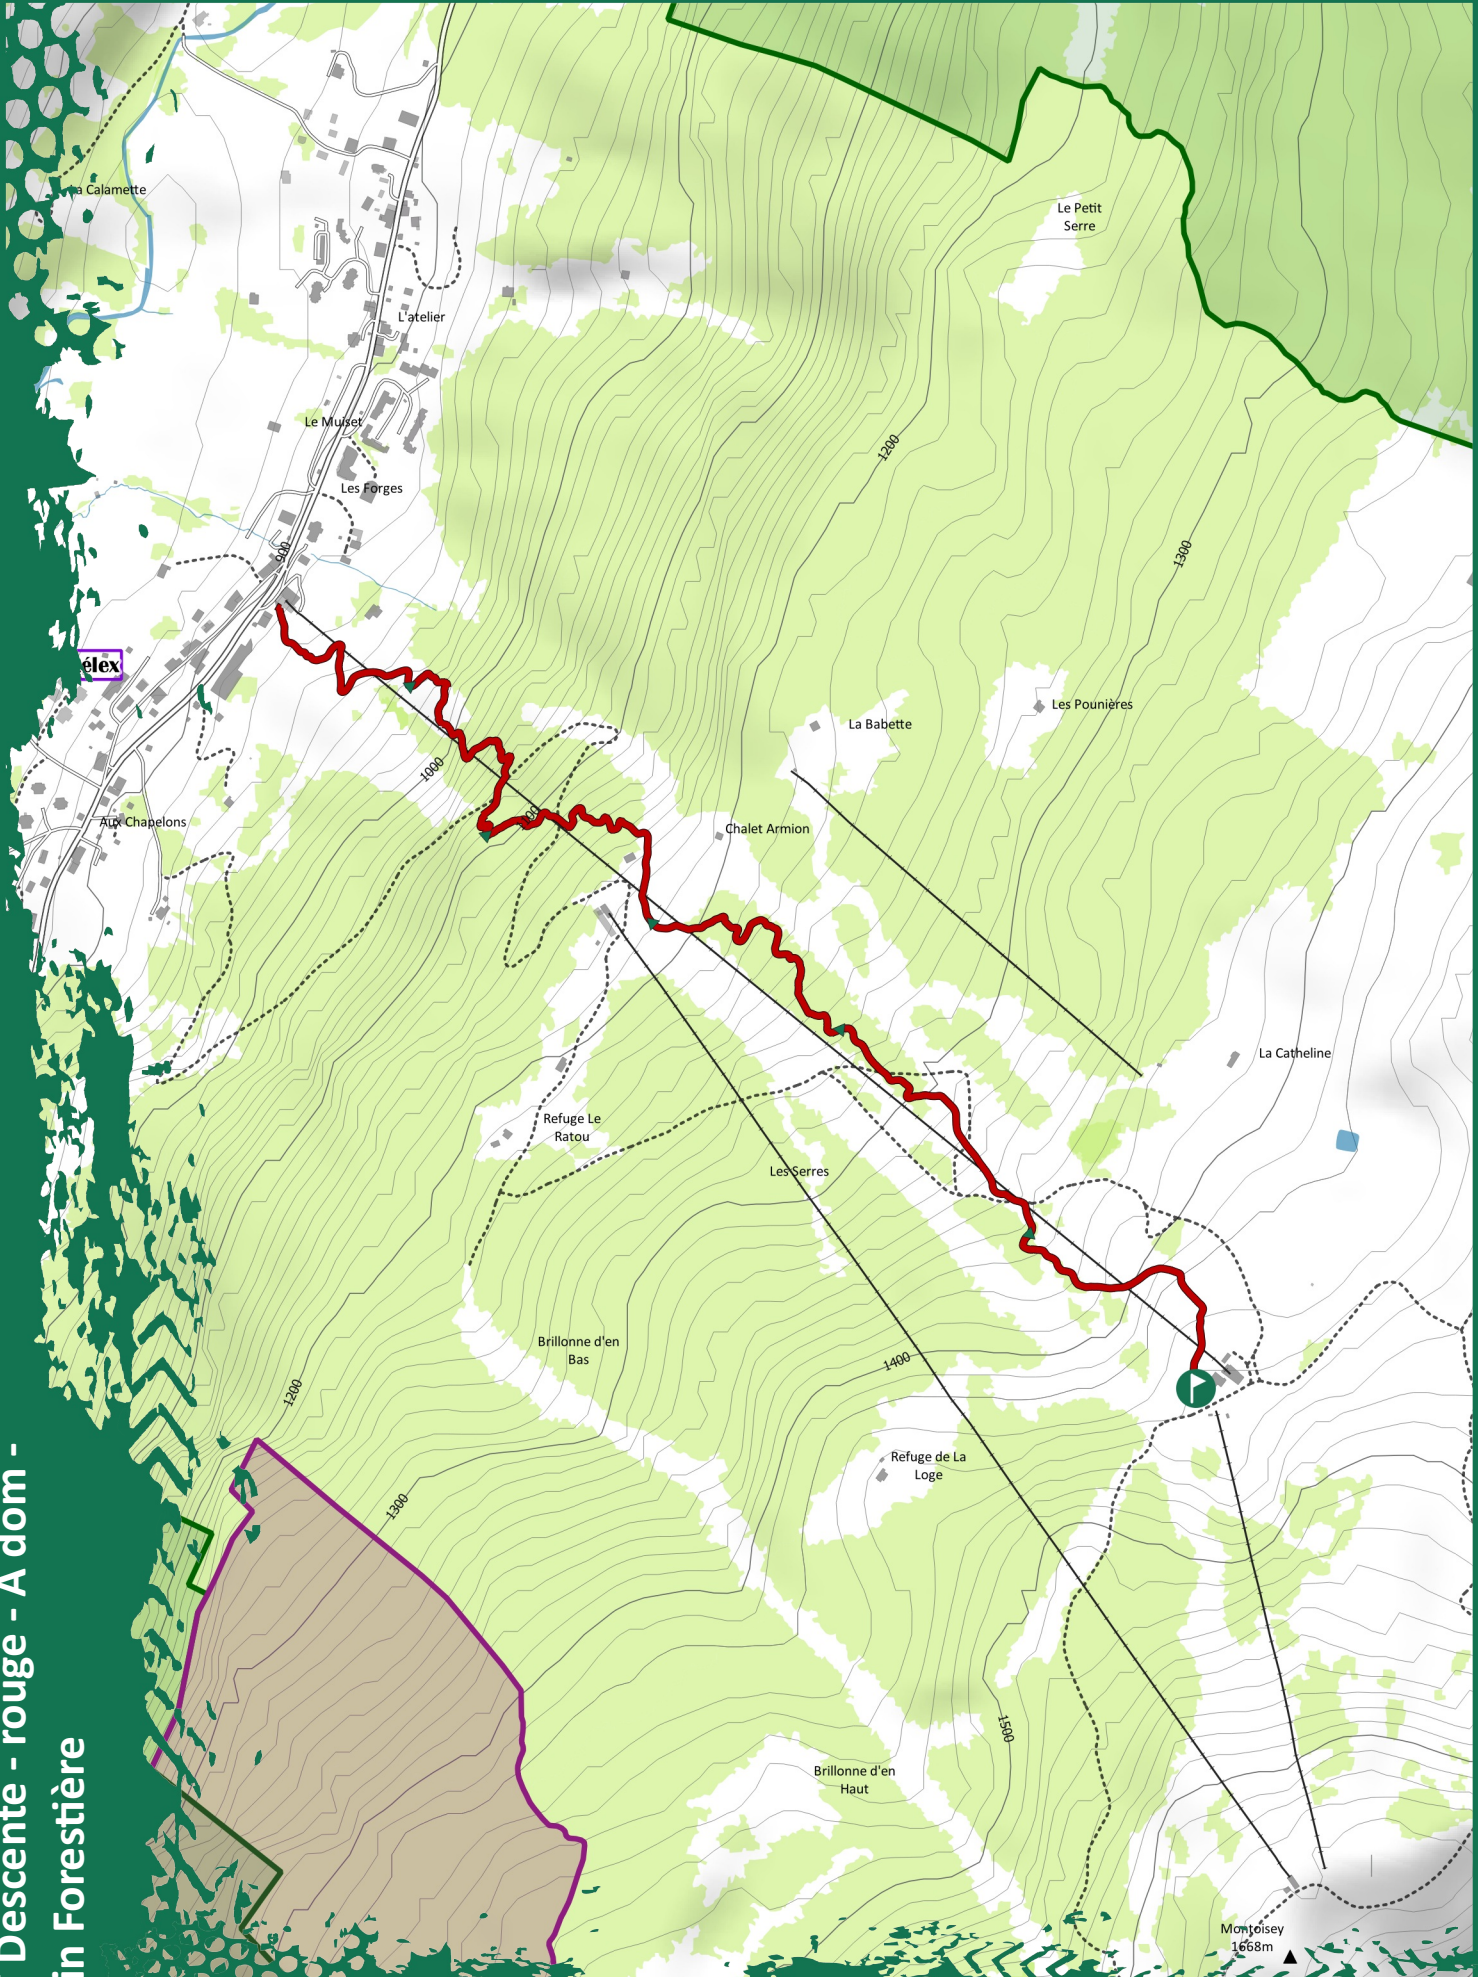 La Calamette
Le Petit
Serre
L'atelier
Le Muiset
1200
Les Forges
900
1300
élex
Les Pounières
La Babette
1000
Aux Chapelons
Chalet Armion
La Catheline
Refuge Le
Ratou
Les Serres
Brillonne d'en
Bas
1400
1200
Refuge de La
Loge
1300
1500
Brillonne d'en
Haut
Montoisey
1668m
Descente - rouge - A dom -
in Forestière